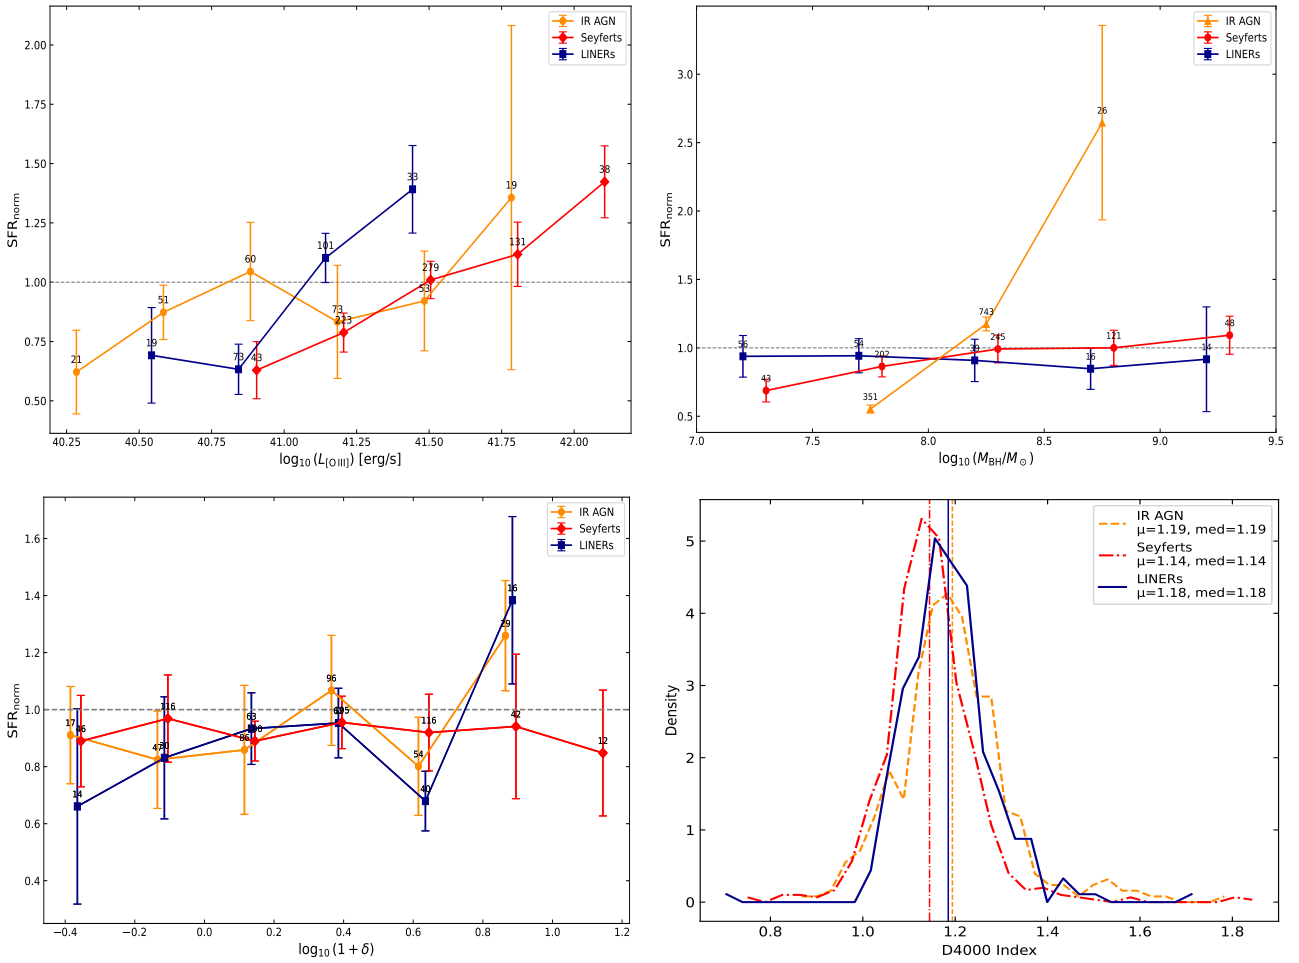 IR AGN
Seyferts
LINERs
2.00
1.75
1.50
1.25
1.00
0.75
0.50
SFRnorm
21
51
60
73
53
19
19
73
101
33
43
223
279
131
38
40.25 40.50 40.75 41.00 41.25 41.50 41.75 42.00
log10(L[OIII]) [erg/s]
IR AGN
Seyferts
LINERs
3.0
2.5
2.0
1.5
1.0
0.5
SFRnorm
26
743
351
56
54
39
16
14
43
202
245
121
48
7.0 7.5 8.0 8.5 9.0 9.5
log10(MBH/M⊙)
IR AGN
Seyferts
LINERs
1.6
1.4
1.2
1.0
0.8
0.6
0.4
SFRnorm
17
47
86
96
54
29
46
116
116
42
12
14
30
63
40
16
−0.4 −0.2 0.0 0.2 0.4 0.6 0.8 1.0 1.2
log10(1 + δ)
IR AGN
μ=1.19, med=1.19
Seyferts
μ=1.14, med=1.14
LINERs
μ=1.18, med=1.18
5
4
3
2
1
0
Density
0.8 1.0 1.2 1.4 1.6 1.8
D4000 Index